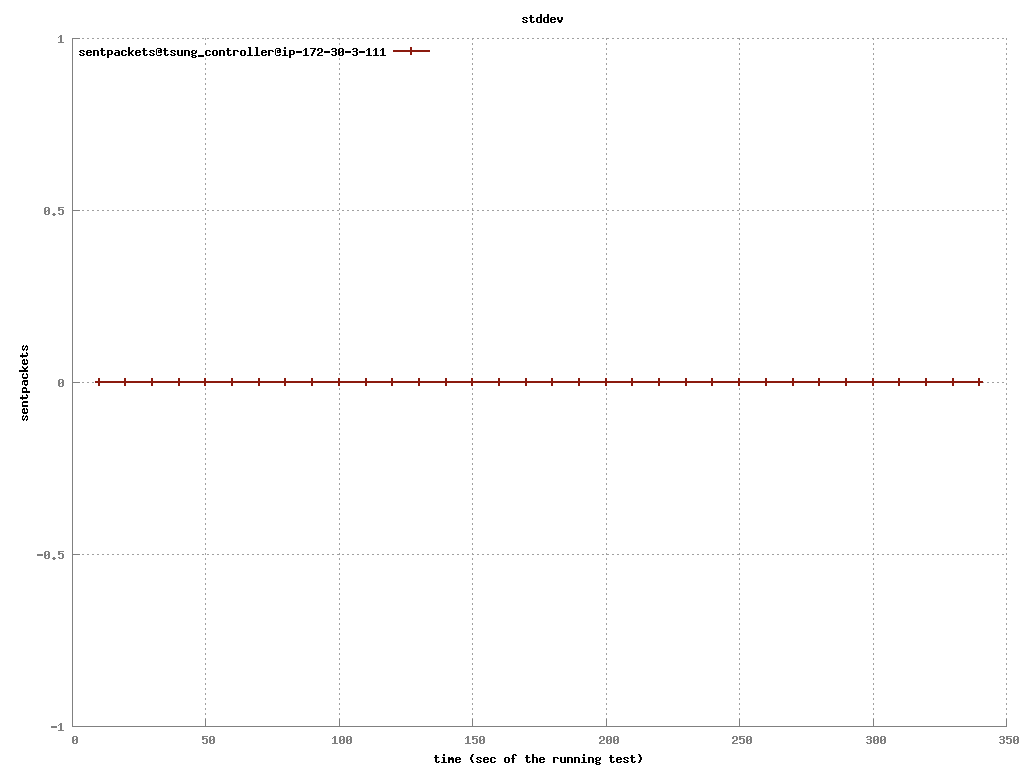 stddev
sentpackets@tsung_controller@ip-172-30-3-111
1
0.5
0
-0.5
-1
sentpackets
0 50 100 150 200 250 300 350
time (sec of the running test)